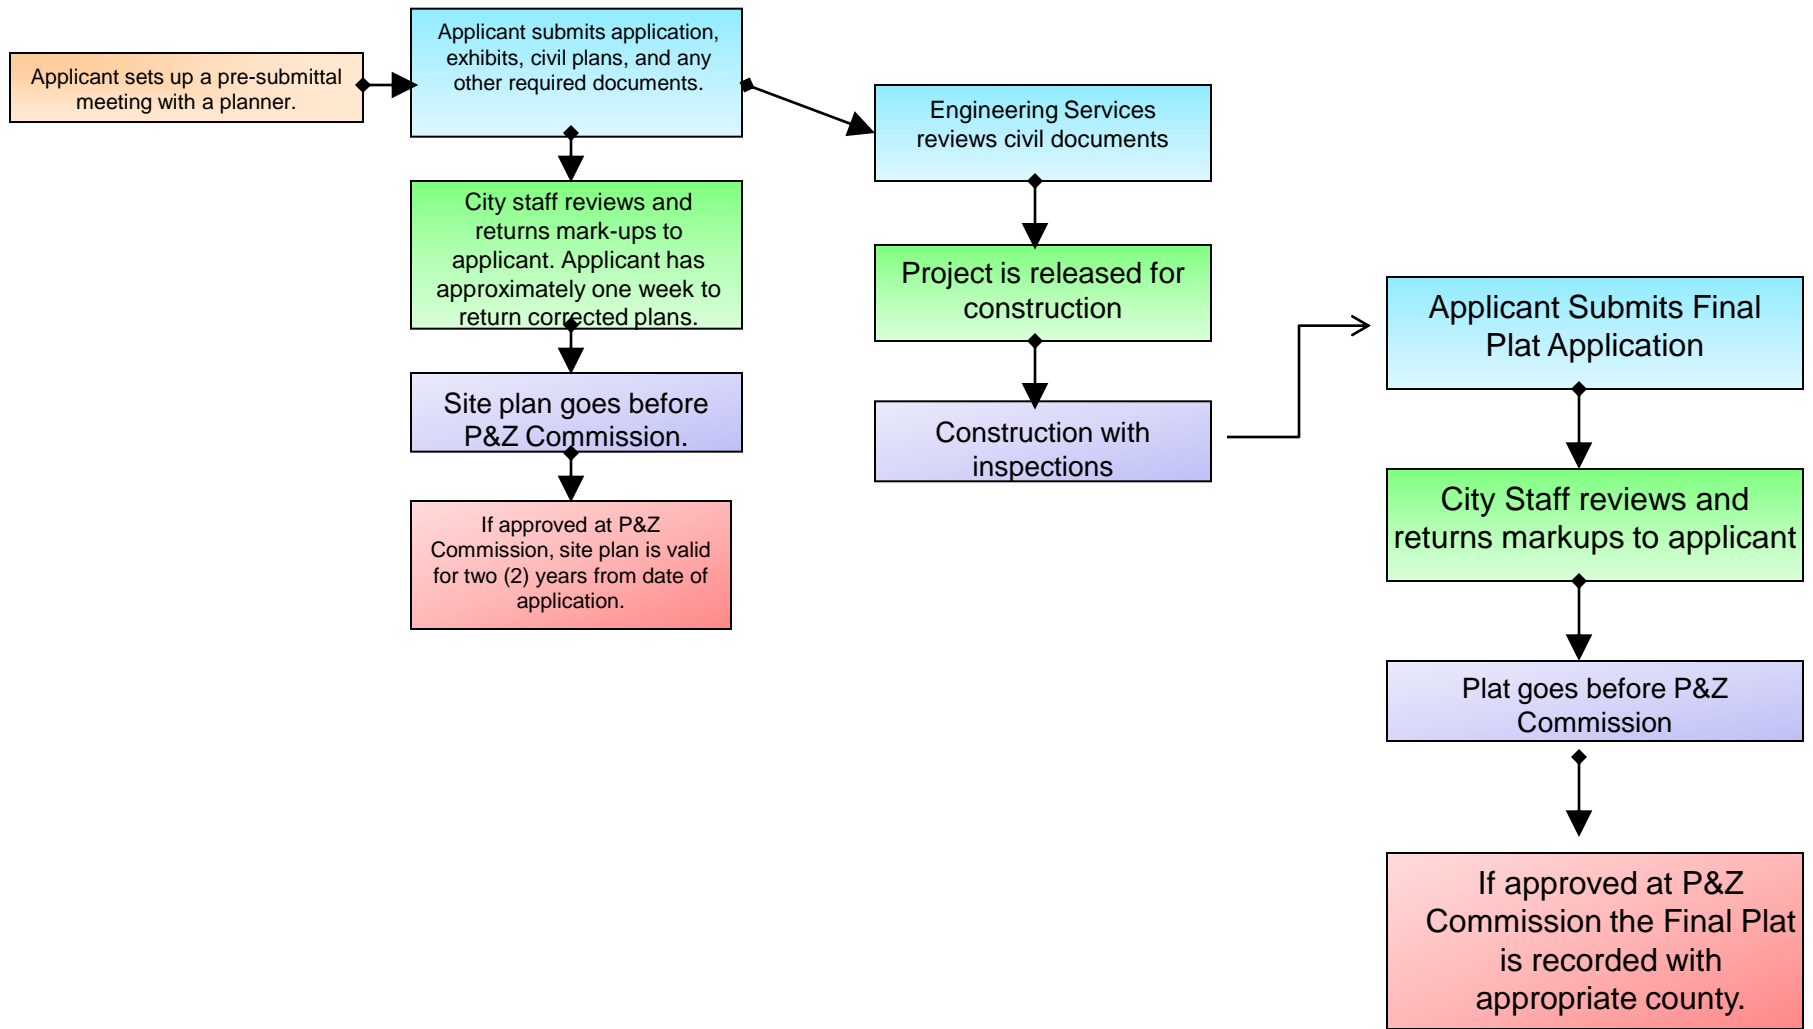 Applicant sets up a pre-submittal
meeting with a planner.
Applicant submits application,
exhibits, civil plans, and any
other required documents.
City staff reviews and
returns mark-ups to
applicant. Applicant has
approximately one week to
return corrected plans.
Site plan goes before
P&Z Commission.
If approved at P&Z
Commission, site plan is valid
for two (2) years from date of
application.
Engineering Services
reviews civil documents
Project is released for
construction
Construction with
inspections
Applicant Submits Final
Plat Application
City Staff reviews and
returns markups to applicant
Plat goes before P&Z
Commission
If approved at P&Z
Commission the Final Plat
is recorded with
appropriate county.